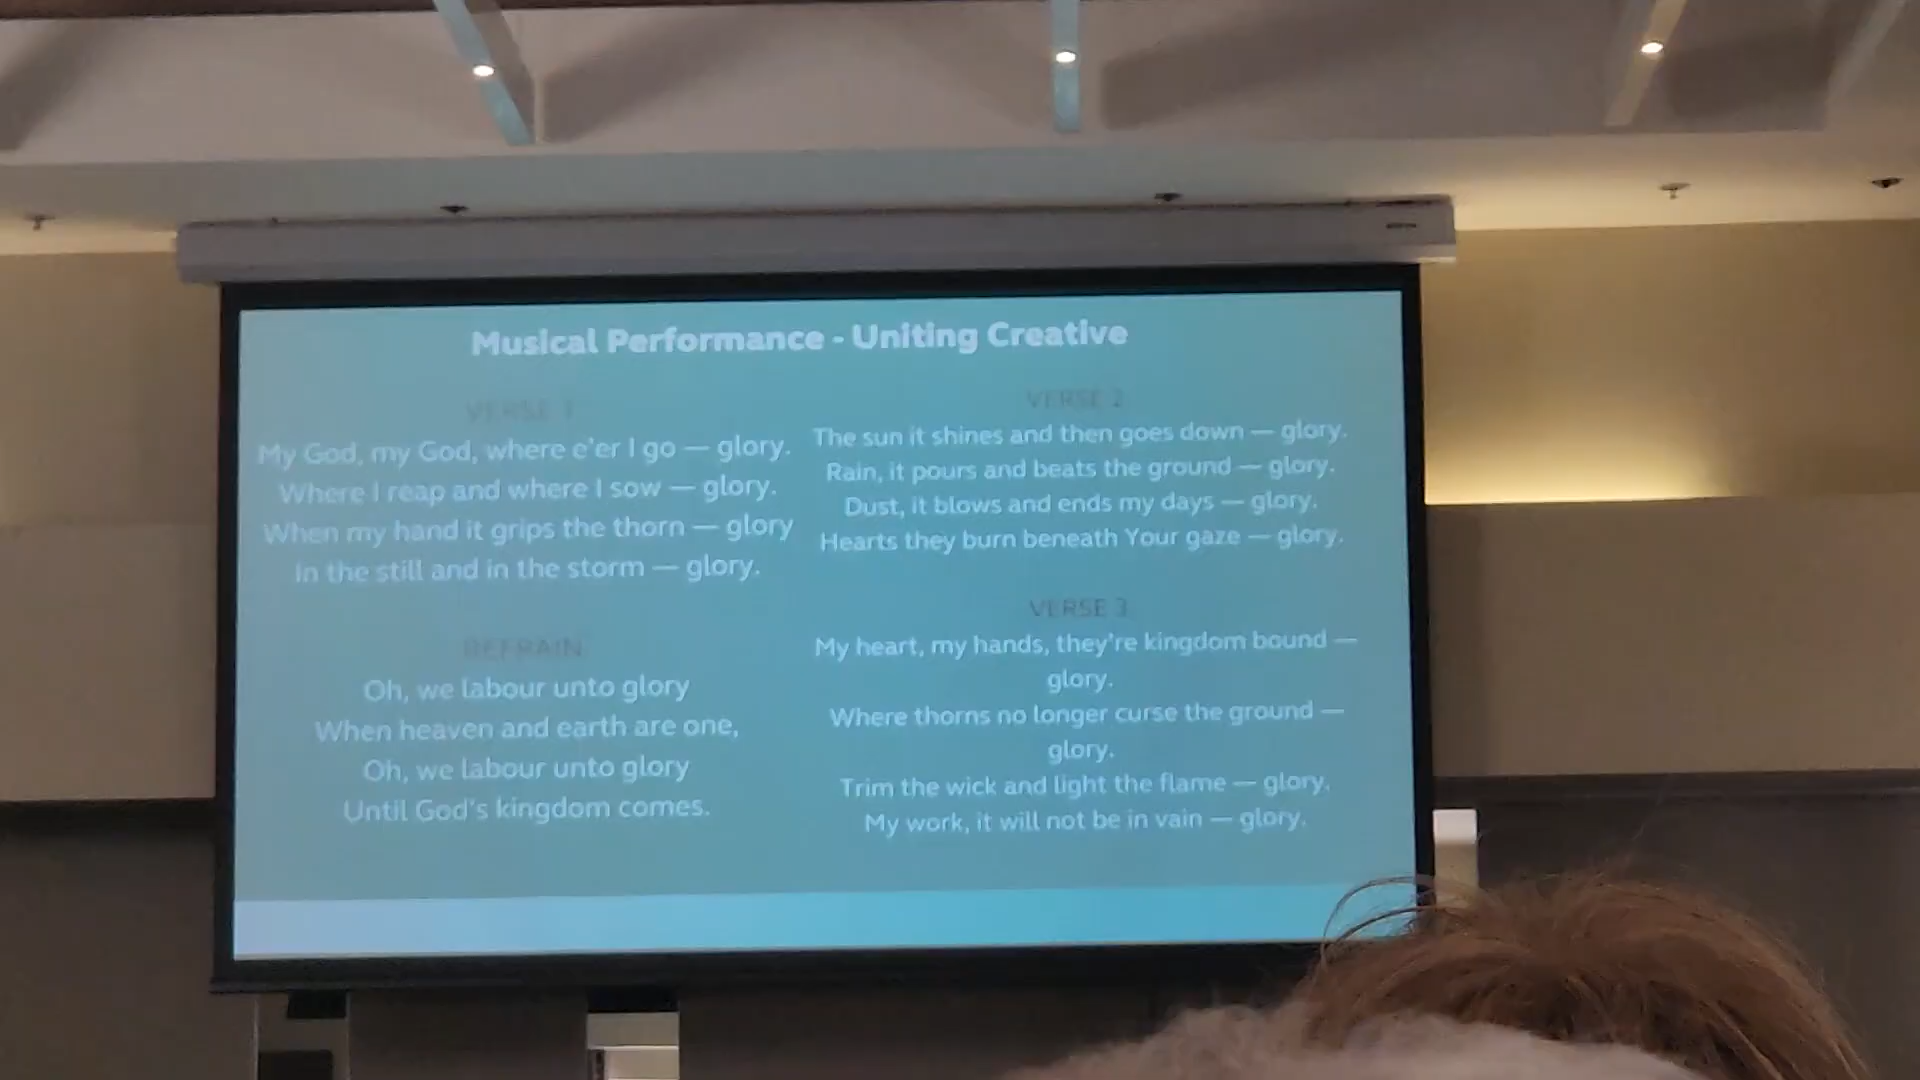 Musical Performance - Uniting Creative
VERSE 1
My God, my God, where e'er I go — glory.
Where I reap and where I sow — glory.
When my hand it grips the thorn — glory
In the still and in the storm — glory.
REFRAIN
Oh, we labour unto glory
When heaven and earth are one,
Oh, we labour unto glory
Until God's kingdom comes.
VERSE 2
The sun it shines and then goes down — glory.
Rain, it pours and beats the ground — glory.
Dust, it blows and ends my days — glory.
Hearts they burn beneath Your gaze — glory.
VERSE 3
My heart, my hands, they're kingdom bound —
glory.
Where thorns no longer curse the ground —
glory.
Trim the wick and light the flame — glory.
My work, it will not be in vain — glory.